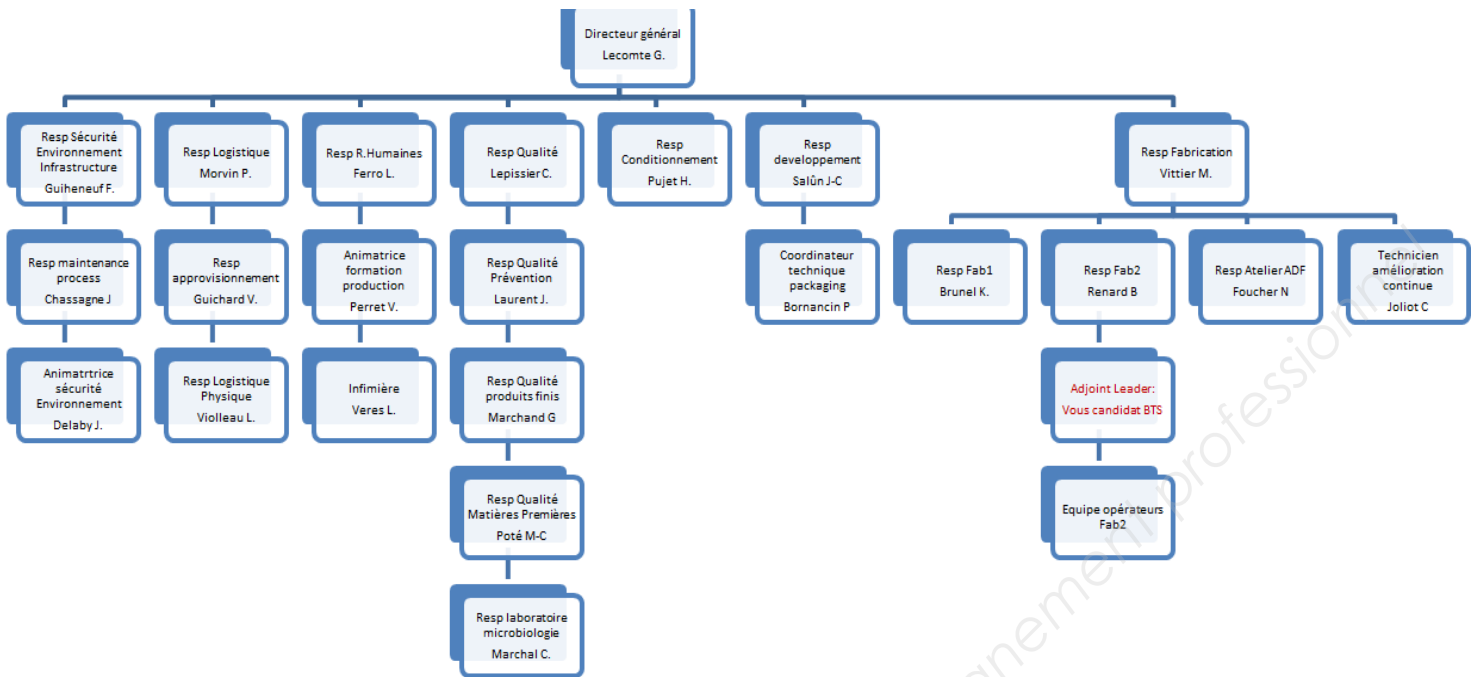 Directeur général
Lecomte G.
Resp Sécurité
Environnement
Infrastructure
Guiheneuf F.
Resp Logistique
Morvin P.
Resp R.Humaines
Ferro L.
Resp Qualité
Lepissier C.
Resp
Conditionnement
Pujet H.
Resp
developpement
Salûn J-C
Resp Fabrication
Vittier M.
Resp maintenance
process
Chassagne J
Resp
approvisionnement
Guichard V.
Animatrice
formation
production
Perret V.
Resp Qualité
Prévention
Laurent J.
Coordinateur
technique
packaging
Bornancin P
Resp Fab1
Brunel K.
Resp Fab2
Renard B
Resp Atelier ADF
Foucher N
Technicien
amélioration
continue
Joliot C
Animatrtrice
sécurité
Environnement
Delaby J.
Resp Logistique
Physique
Violleau L.
Infimière
Veres L.
Resp Qualité
produits finis
Marchand G
Adjoint Leader:
Vous candidat BTS
Resp Qualité
Matières Premières
Poté M-C
Equipe opérateurs
Fab2
Resp laboratoire
microbiologie
Marchal C.
professionnel